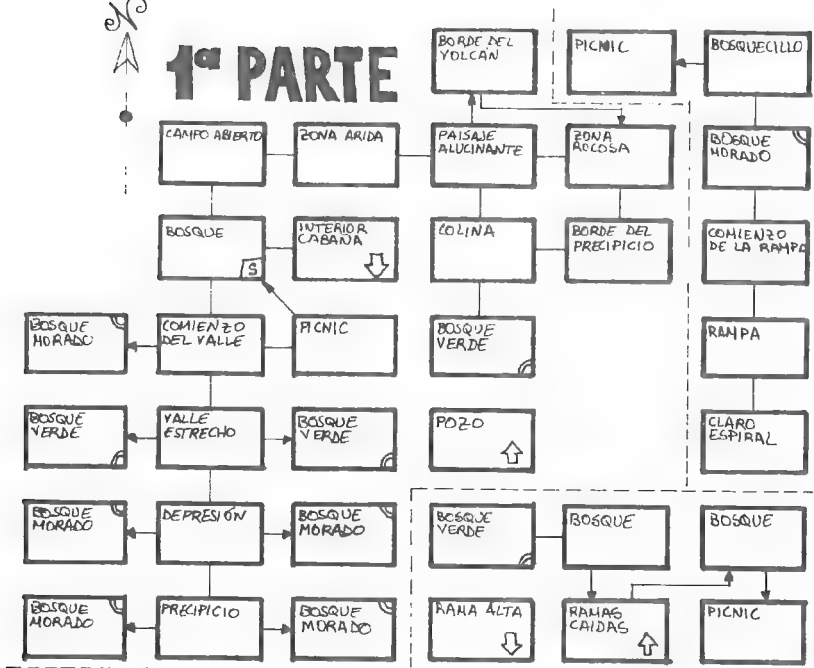 N
1ª PARTE
BORDE DEL
VOLCÁN
PICNIC
BOSQUECILLO
CAMPO ABIERTO
ZONA ARIDA
PAISAJE
ALUCINANTE
ZONA
ROCOSA
BOSQUE
MORADO
BOSQUE
S
INTERIOR
CABAÑA
COLINA
BORDE DEL
PRECIPICIO
COMIENZO
DE LA RAMPA
BOSQUE
MORADO
COMIENZO
DEL VALLE
PICNIC
BOSQUE
VERDE
RAMPA
BOSQUE
VERDE
VALLE
ESTRECHO
BOSQUE
VERDE
POZO
CLARO
ESPIRAL
BOSQUE
MORADO
DEPRESIÓN
BOSQUE
MORADO
BOSQUE
VERDE
BOSQUE
BOSQUE
BOSQUE
MORADO
PRECIPICIO
BOSQUE
MORADO
RAMA ALTA
RAMAS
CAIDAS
PICNIC